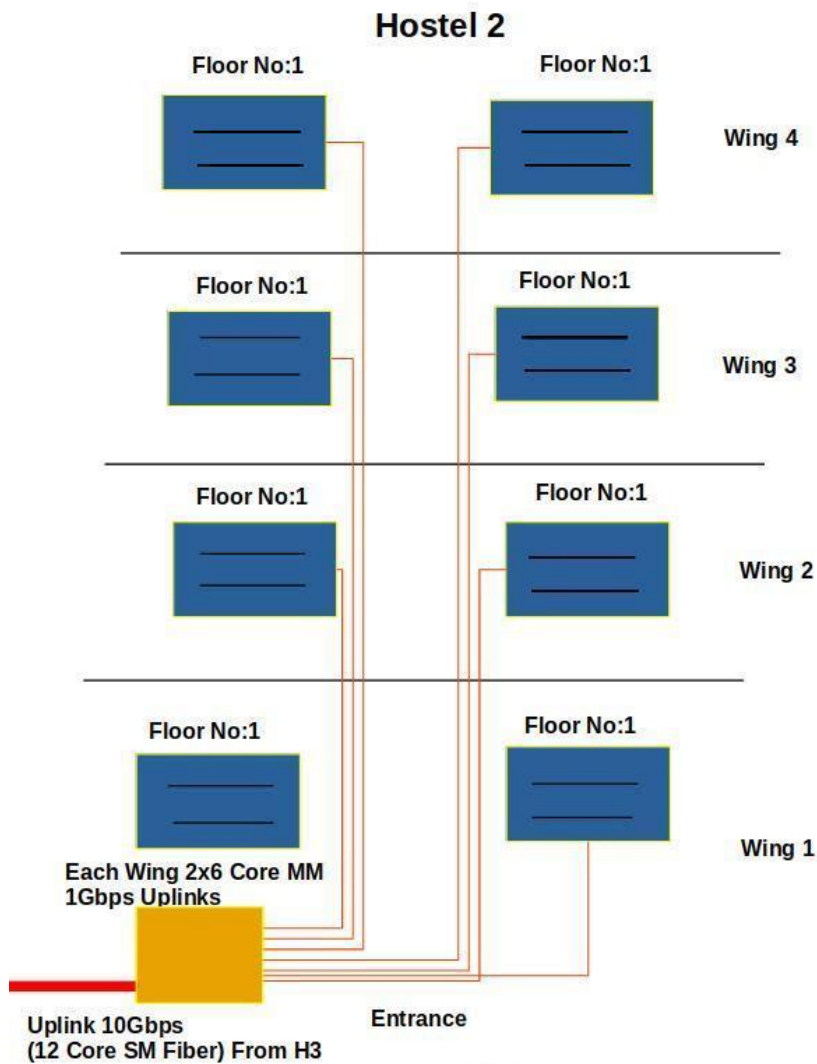 Hostel 2
Floor No:1
Floor No:1
Wing 4
Floor No:1
Floor No:1
Wing 3
Floor No:1
Floor No:1
Wing 2
Floor No:1
Floor No:1
Wing 1
Each Wing 2x6 Core MM
1Gbps Uplinks
Entrance
Uplink 10Gbps
(12 Core SM Fiber) From H3